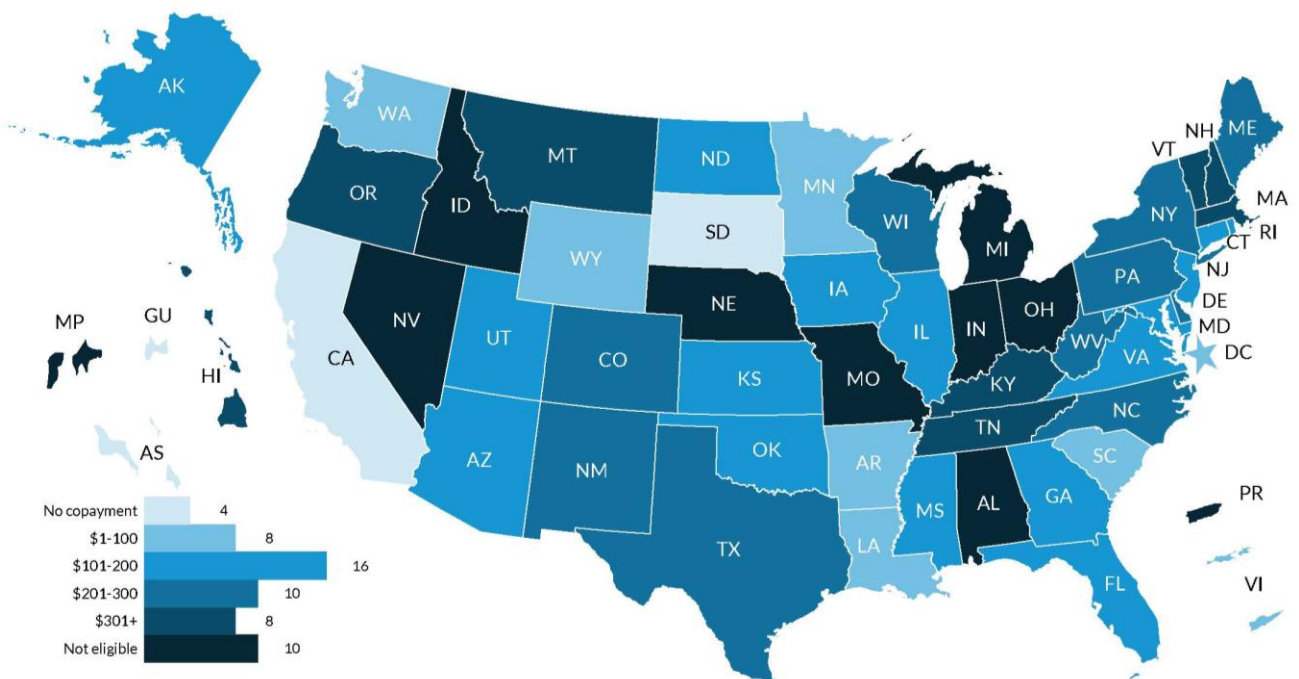 AK
WA
MT
ND
MN
VT
NH
ME
OR
ID
SD
WI
MI
NY
MA
WY
CT
RI
NE
IA
PA
NJ
MP
GU
NV
UT
CO
IL
IN
OH
DE
MD
CA
HI
KS
MO
WV
VA
DC
KY
AS
AZ
NM
OK
AR
TN
NC
SC
No copayment 4
$1-100 8
$101-200 16
$201-300 10
$301+ 8
Not eligible 10
TX
LA
MS
AL
GA
PR
FL
VI